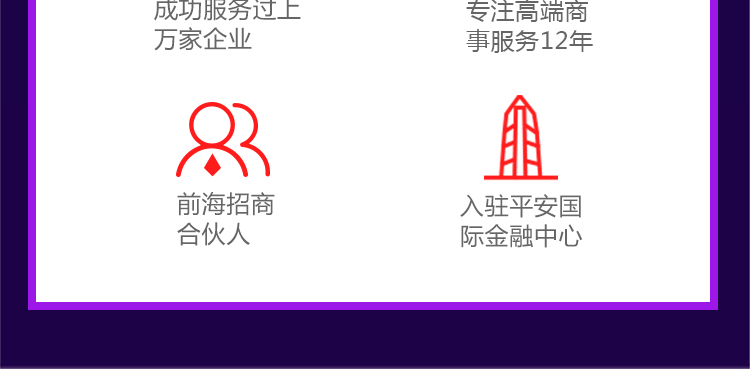 成功服务过上
万家企业
专注高端商
事服务12年
前海招商
合伙人
入驻平安国
际金融中心